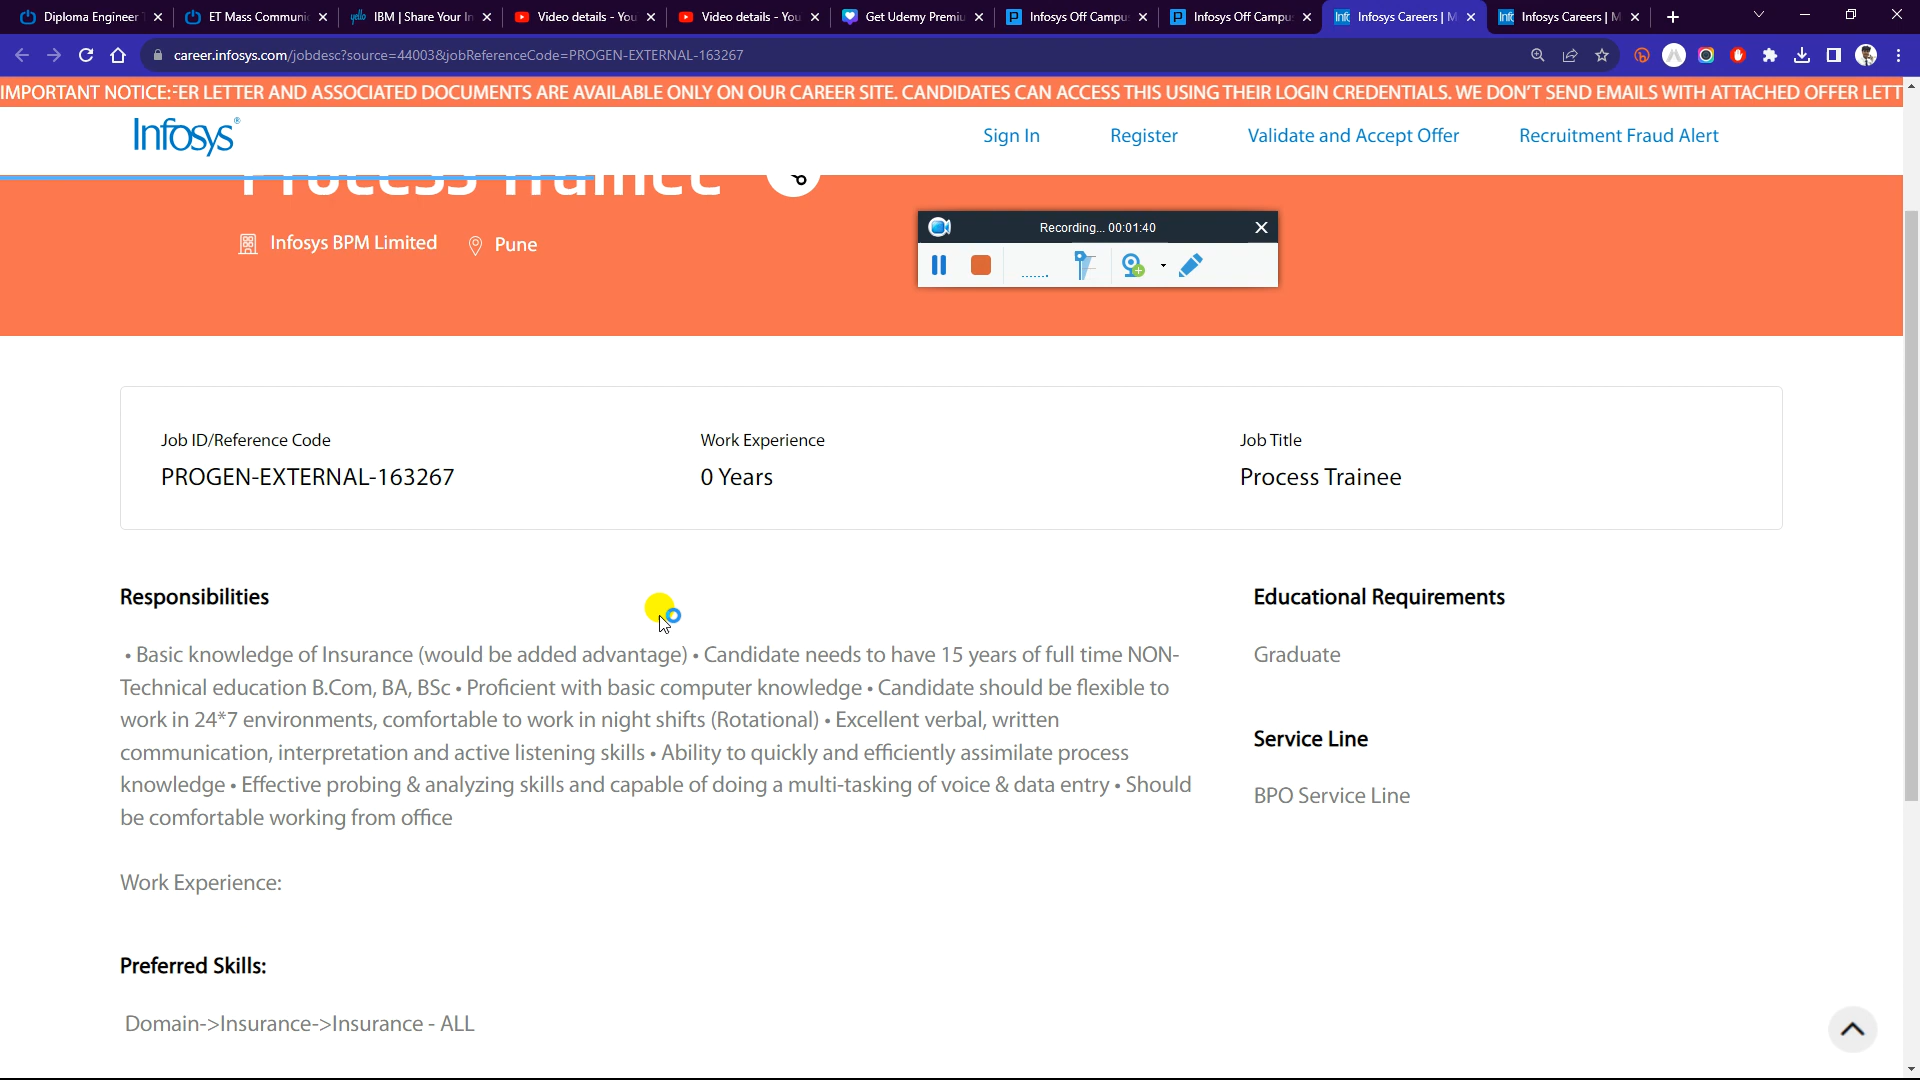 Diploma Engineer T
ET Mass Communic
yello IBM | Share Your In
Video details - You
Video details - You
Get Udemy Premiu
Infosys Off Campu
Infosys Off Campu
Infosys Careers | M
Infosys Careers | M
career.infosys.com/jobdesc?source=44003&jobReferenceCode=PROGEN-EXTERNAL-163267
IMPORTANT NOTICE:FER LETTER AND ASSOCIATED DOCUMENTS ARE AVAILABLE ONLY ON OUR CAREER SITE. CANDIDATES CAN ACCESS THIS USING THEIR LOGIN CREDENTIALS. WE DON'T SEND EMAILS WITH ATTACHED OFFER LETT
Infosys®
Sign In
Register
Validate and Accept Offer
Recruitment Fraud Alert
Process Trainee
Infosys BPM Limited
Pune
Recording... 00:01:40
Job ID/Reference Code
PROGEN-EXTERNAL-163267
Work Experience
0 Years
Job Title
Process Trainee
Responsibilities
• Basic knowledge of Insurance (would be added advantage) • Candidate needs to have 15 years of full time NON-
Technical education B.Com, BA, BSc • Proficient with basic computer knowledge • Candidate should be flexible to
work in 24*7 environments, comfortable to work in night shifts (Rotational) • Excellent verbal, written
communication, interpretation and active listening skills • Ability to quickly and efficiently assimilate process
knowledge • Effective probing & analyzing skills and capable of doing a multi-tasking of voice & data entry • Should
be comfortable working from office
Work Experience:
Preferred Skills:
Domain->Insurance->Insurance - ALL
Educational Requirements
Graduate
Service Line
BPO Service Line